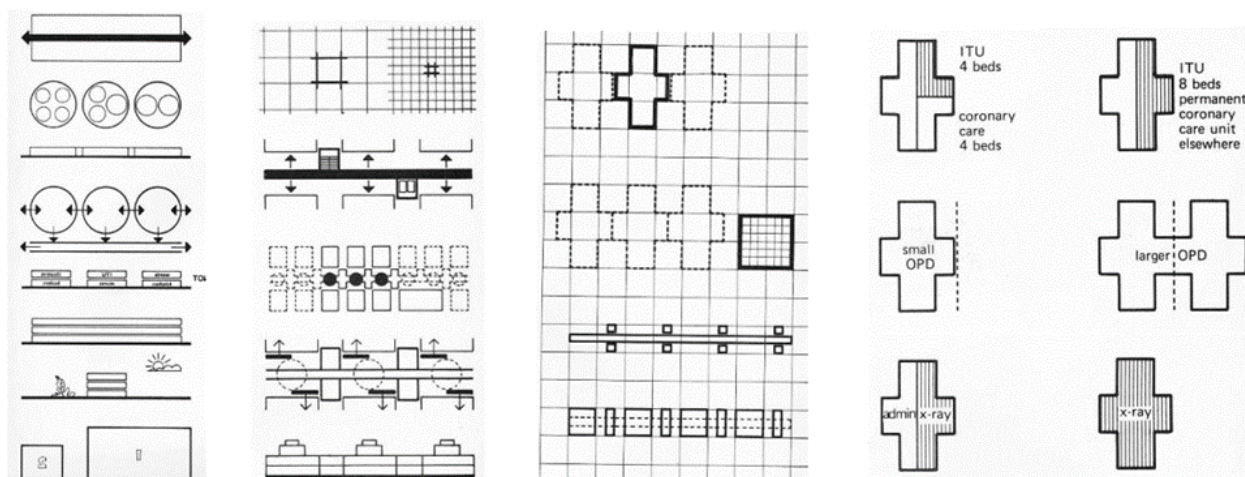 ITU
4 beds
coronary
care
4 beds
ITU
8 beds
permanent
coronary
care unit
elsewhere
small
OPD
larger OPD
admin x-ray
x-ray